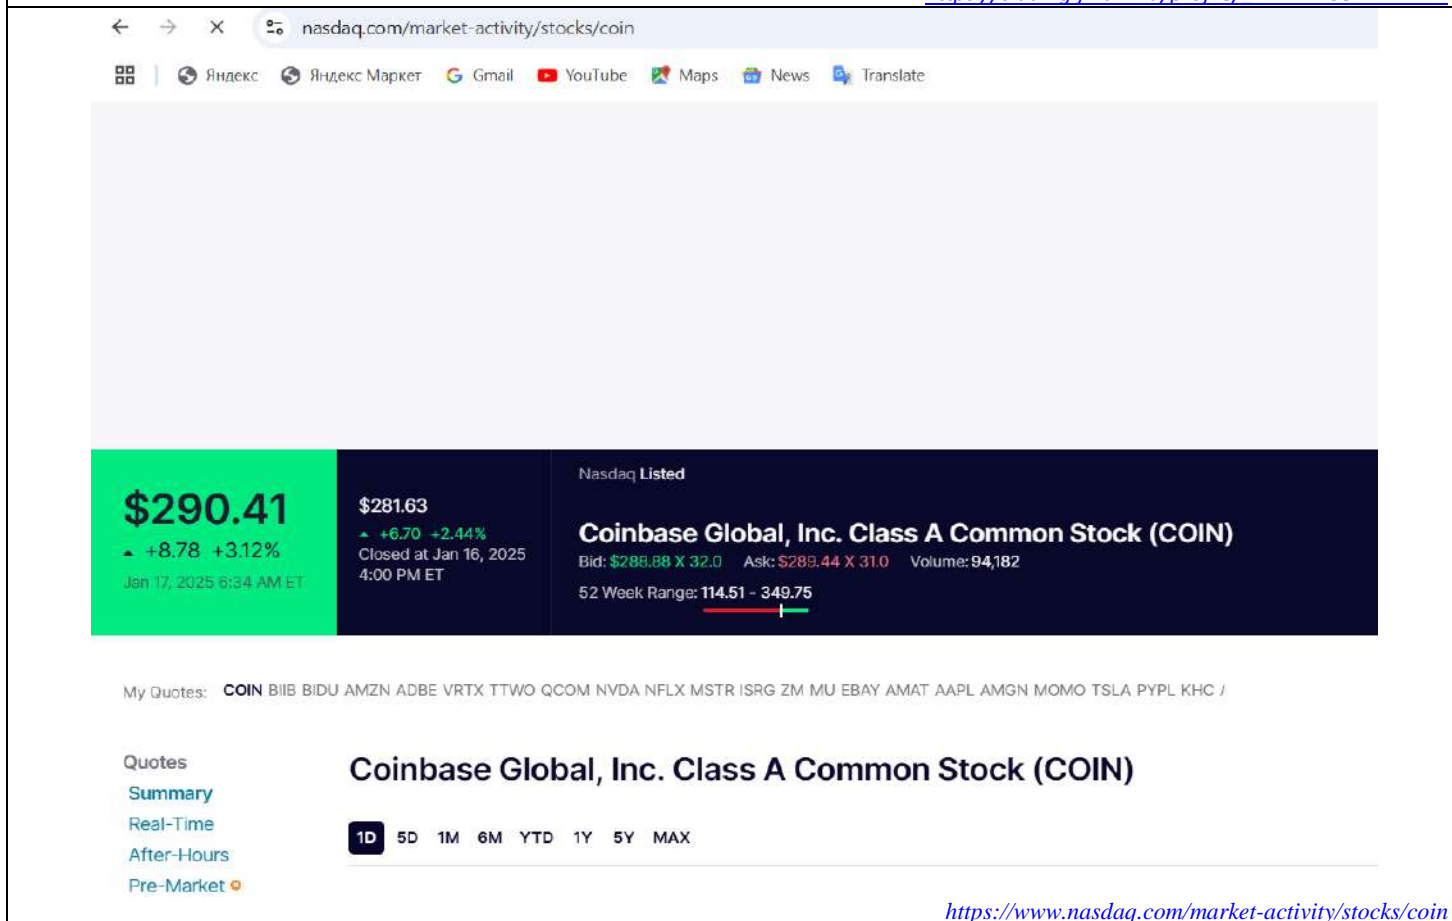 nasdaq.com/market-activity/stocks/coin
Яндекс Яндекс Маркет Gmail YouTube Maps News Translate
$290.41
+8.78 +3.12%
Jan 17, 2025 6:34 AM ET
$281.63
+6.70 +2.44%
Closed at Jan 16, 2025
4:00 PM ET
Nasdaq Listed
Coinbase Global, Inc. Class A Common Stock (COIN)
Bid: $288.88 X 32.0 Ask: $289.44 X 31.0 Volume: 94,182
52 Week Range: 114.51 - 349.75
My Quotes: COIN BIIB BIDU AMZN ADBE VRTX TTWO QCOM NVDA NFLX MSTR ISRG ZM MU EBAY AMAT AAPL AMGN MOMO TSLA PYPL KHC /
Quotes
Summary
Real-Time
After-Hours
Pre-Market
Coinbase Global, Inc. Class A Common Stock (COIN)
1D 5D 1M 6M YTD 1Y 5Y MAX
https://www.nasdaq.com/market-activity/stocks/coin